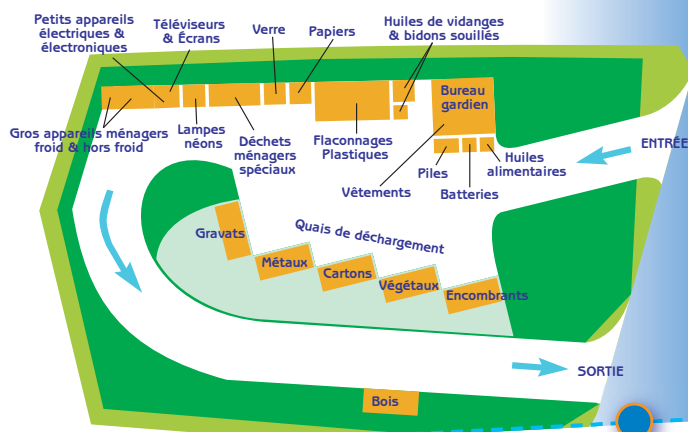 Petits appareils
électriques &
électroniques
Téléviseurs
& Écrans
Verre
Papiers
Huiles de vidanges
& bidons souillés
Gros appareils ménagers
froid & hors froid
Lampes
néons
Déchets
ménagers
spéciaux
Flaconnages
Plastiques
Bureau
gardien
Vêtements
Piles
Batteries
Huiles
alimentaires
ENTRÉE
Quais de déchargement
Gravats
Métaux
Cartons
Végétaux
Encombrants
SORTIE
Bois